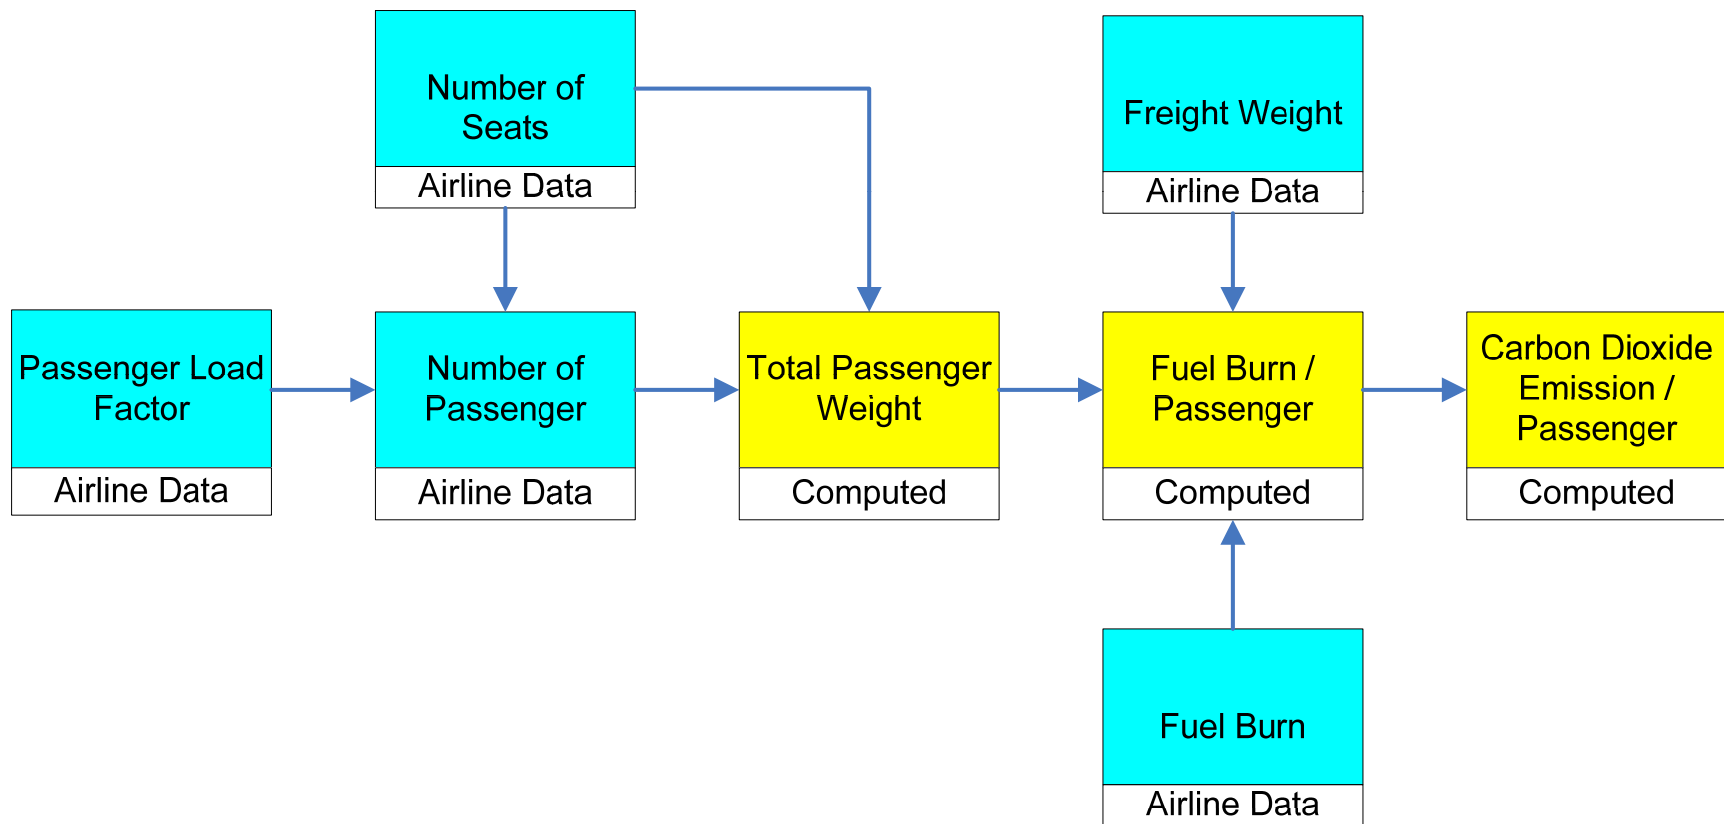 Number of
Seats
Airline Data
Freight Weight
Airline Data
Passenger Load
Factor
Airline Data
Number of
Passenger
Airline Data
Total Passenger
Weight
Computed
Fuel Burn /
Passenger
Computed
Carbon Dioxide
Emission /
Passenger
Computed
Fuel Burn
Airline Data